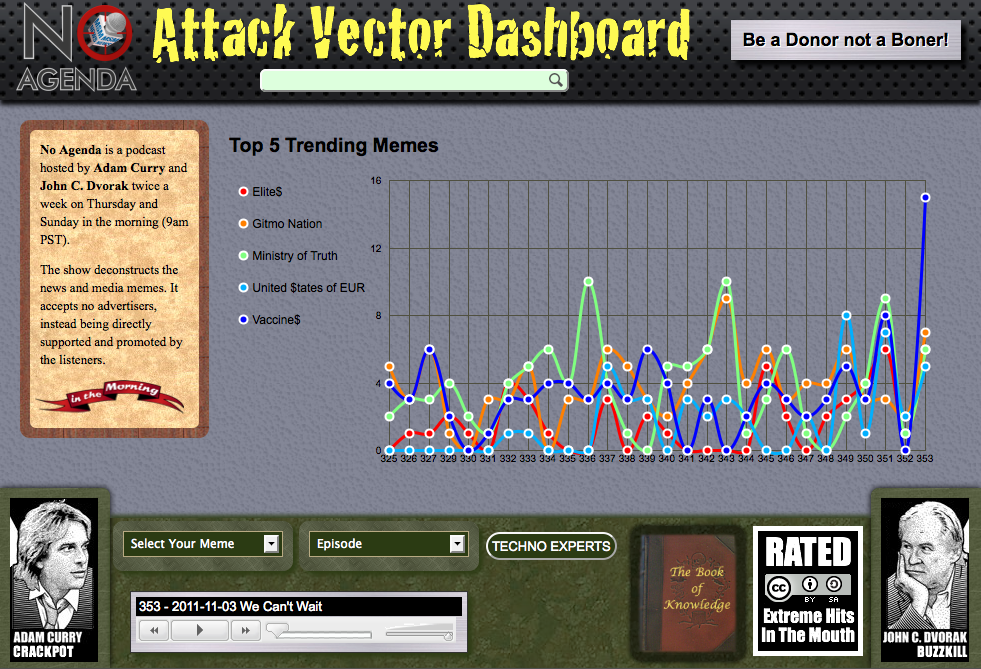 NO
AGENDA
Attack Vector Dashboard
Be a Donor not a Boner!
No Agenda is a podcast
hosted by Adam Curry and
John C. Dvorak twice a
week on Thursday and
Sunday in the morning (9am
PST).
The show deconstructs the
news and media memes. It
accepts no advertisers,
instead being directly
supported and promoted by
the listeners.
in the Morning
Top 5 Trending Memes
Elite$
Gitmo Nation
Ministry of Truth
United $tates of EUR
Vaccine$
16
12
8
4
0
325 326 327 329 330 331 332 333 334 335 336 337 338 339 340 341 342 343 344 345 346 347 348 349 350 351 352 353
ADAM CURRY
CRACKPOT
Select Your Meme
Episode
TECHNO EXPERTS
353 - 2011-11-03 We Can't Wait
The Book
of
Knowledge
RATED
cc
BY SA
Extreme Hits
In The Mouth
JOHN C. DVORAK
BUZZKILL